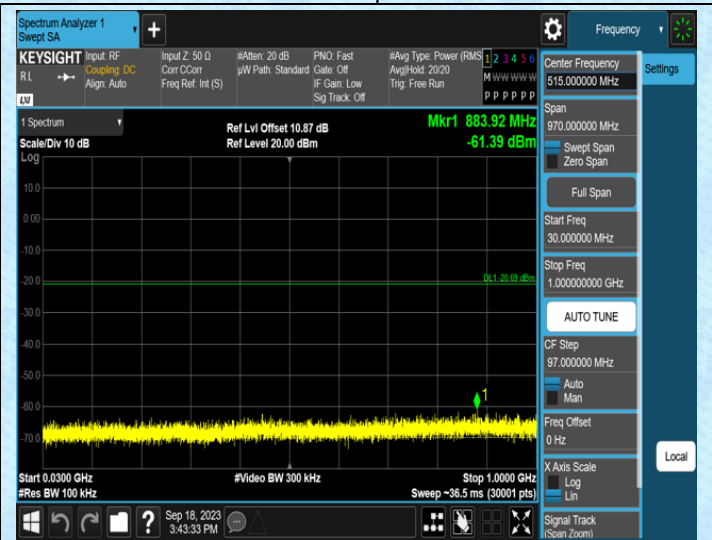 Spectrum Analyzer 1
Swept SA
+
Frequency
KEYSIGHT
RL
LXI
Input: RF
Coupling: DC
Align: Auto
Input Z: 50 Ω
Corr CCorr
Freq Ref: Int (S)
#Atten: 20 dB
µW Path: Standard
PNO: Fast
Gate: Off
IF Gain: Low
Sig Track: Off
#Avg Type: Power (RMS
Avg|Hold: 20/20
Trig: Free Run
1 2 3 4 5 6
M W W W W W
P P P P P P
1 Spectrum
Scale/Div 10 dB
Log
Ref Lvl Offset 10.87 dB
Ref Level 20.00 dBm
Mkr1 883.92 MHz
-61.39 dBm
10.0
0.00
-10.0
-20.0
DL1 -20.69 dBm
-30.0
-40.0
-50.0
-60.0
1
-70.0
Start 0.0300 GHz
#Res BW 100 kHz
#Video BW 300 kHz
Stop 1.0000 GHz
Sweep ~36.5 ms (30001 pts)
Center Frequency
515.000000 MHz
Settings
Span
970.000000 MHz
Swept Span
Zero Span
Full Span
Start Freq
30.000000 MHz
Stop Freq
1.000000000 GHz
AUTO TUNE
CF Step
97.000000 MHz
Auto
Man
Freq Offset
0 Hz
X Axis Scale
Log
Lin
Local
Signal Track
(Span Zoom)
?
Sep 18, 2023
3:43:33 PM